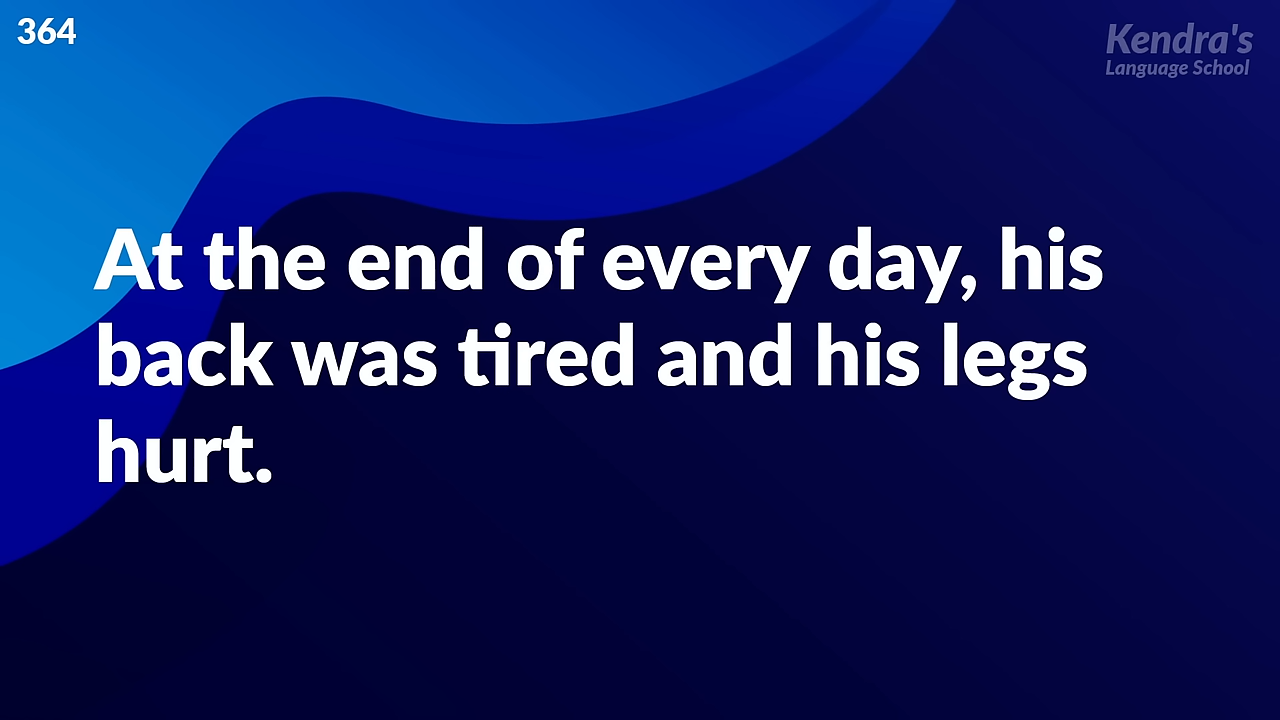 364
Kendra's
Language School
At the end of every day, his
back was tired and his legs
hurt.